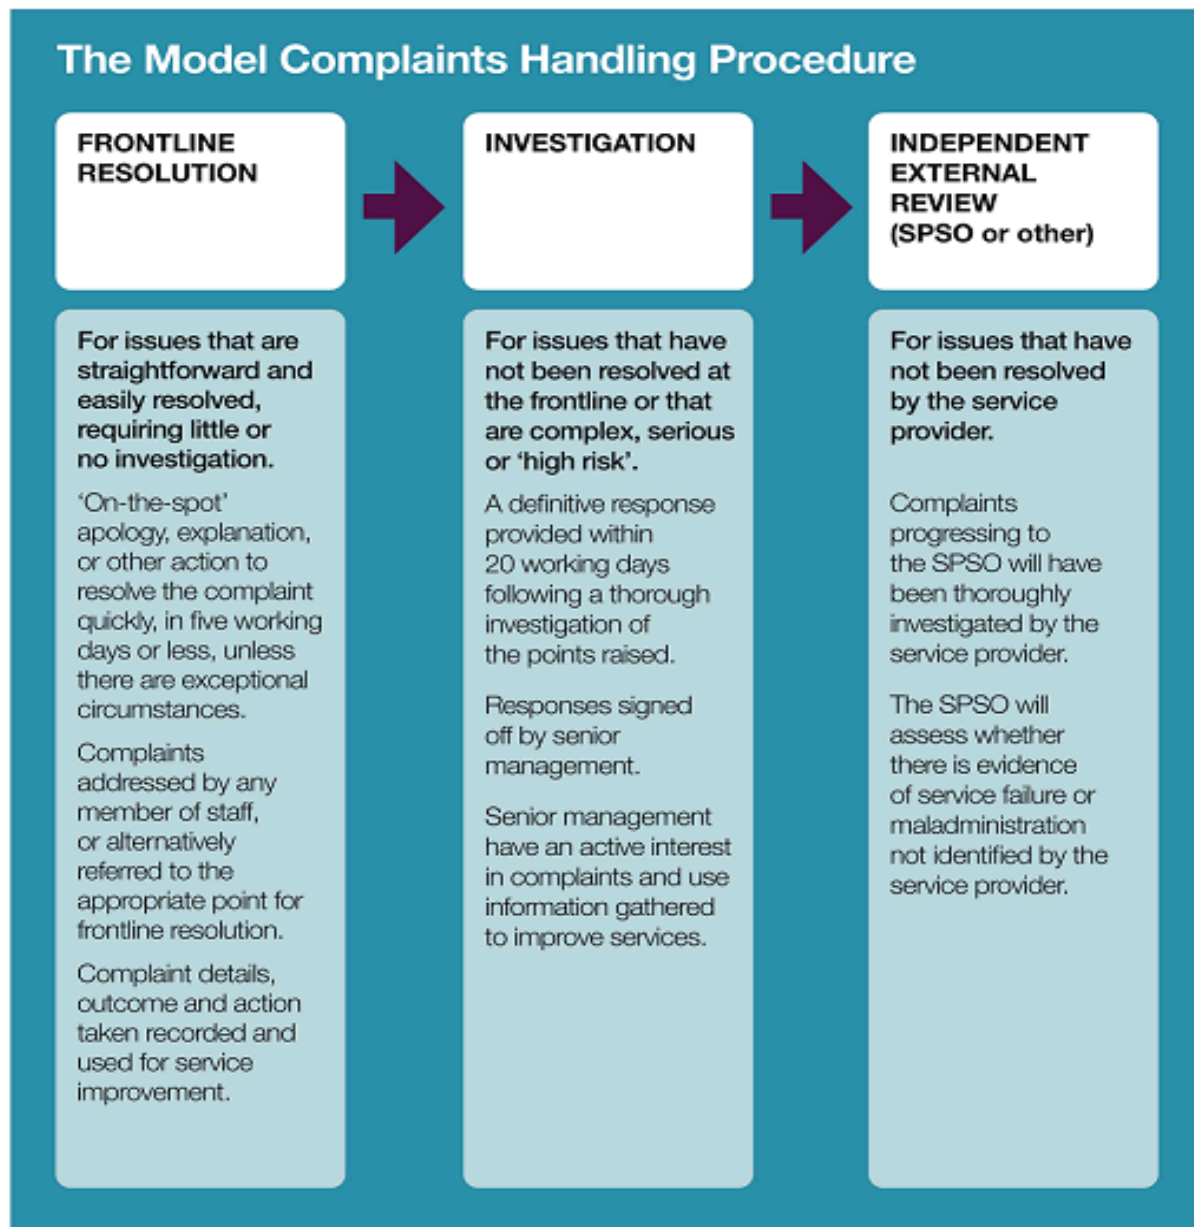 The Model Complaints Handling Procedure
FRONTLINE
RESOLUTION
INVESTIGATION
INDEPENDENT
EXTERNAL
REVIEW
(SPSO or other)
For issues that are
straightforward and
easily resolved,
requiring little or
no investigation.
‘On-the-spot’
apology, explanation,
or other action to
resolve the complaint
quickly, in five working
days or less, unless
there are exceptional
circumstances.
Complaints
addressed by any
member of staff,
or alternatively
referred to the
appropriate point for
frontline resolution.
Complaint details,
outcome and action
taken recorded and
used for service
improvement.
For issues that have
not been resolved at
the frontline or that
are complex, serious
or ‘high risk’.
A definitive response
provided within
20 working days
following a thorough
investigation of
the points raised.
Responses signed
off by senior
management.
Senior management
have an active interest
in complaints and use
information gathered
to improve services.
For issues that have
not been resolved
by the service
provider.
Complaints
progressing to
the SPSO will have
been thoroughly
investigated by the
service provider.
The SPSO will
assess whether
there is evidence
of service failure or
maladministration
not identified by the
service provider.